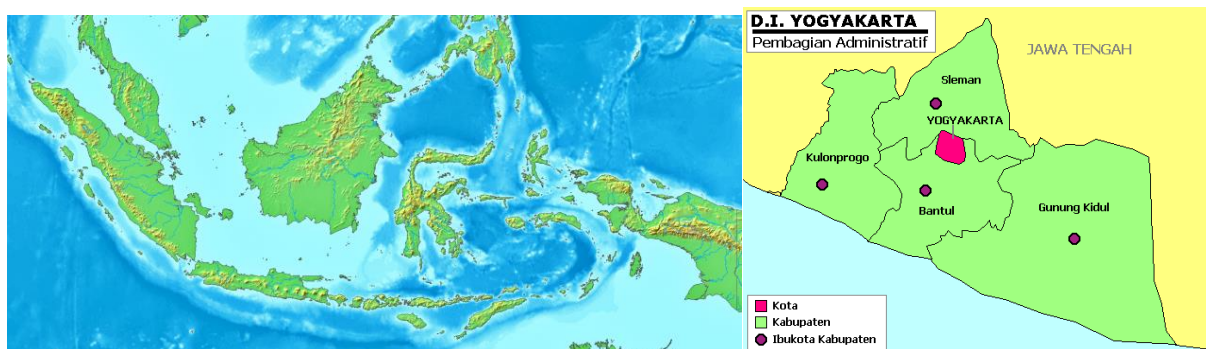 D.I. YOGYAKARTA
Pembagian Administratif
JAWA TENGAH
Sleman
YOGYAKARTA
Kulonprogo
Bantul
Gunung Kidul
Kota
Kabupaten
Ibukota Kabupaten